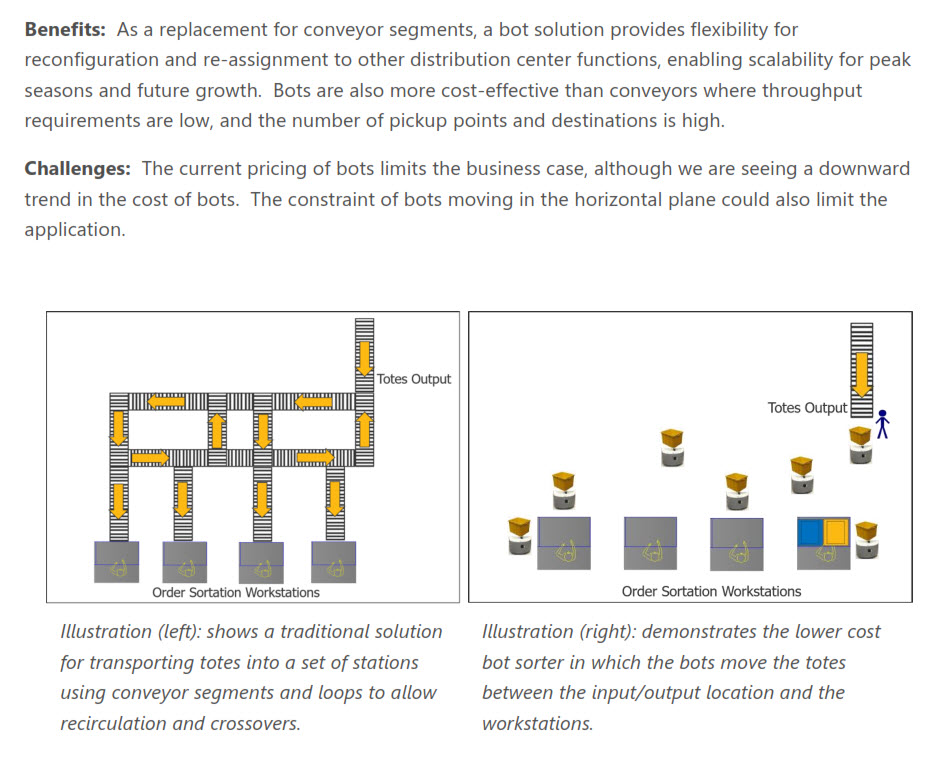 Benefits: As a replacement for conveyor segments, a bot solution provides flexibility for
reconfiguration and re-assignment to other distribution center functions, enabling scalability for peak
seasons and future growth. Bots are also more cost-effective than conveyors where throughput
requirements are low, and the number of pickup points and destinations is high.
Challenges: The current pricing of bots limits the business case, although we are seeing a downward
trend in the cost of bots. The constraint of bots moving in the horizontal plane could also limit the
application.
Totes Output
Order Sortation Workstations
Totes Output
Order Sortation Workstations
Illustration (left): shows a traditional solution
for transporting totes into a set of stations
using conveyor segments and loops to allow
recirculation and crossovers.
Illustration (right): demonstrates the lower cost
bot sorter in which the bots move the totes
between the input/output location and the
workstations.